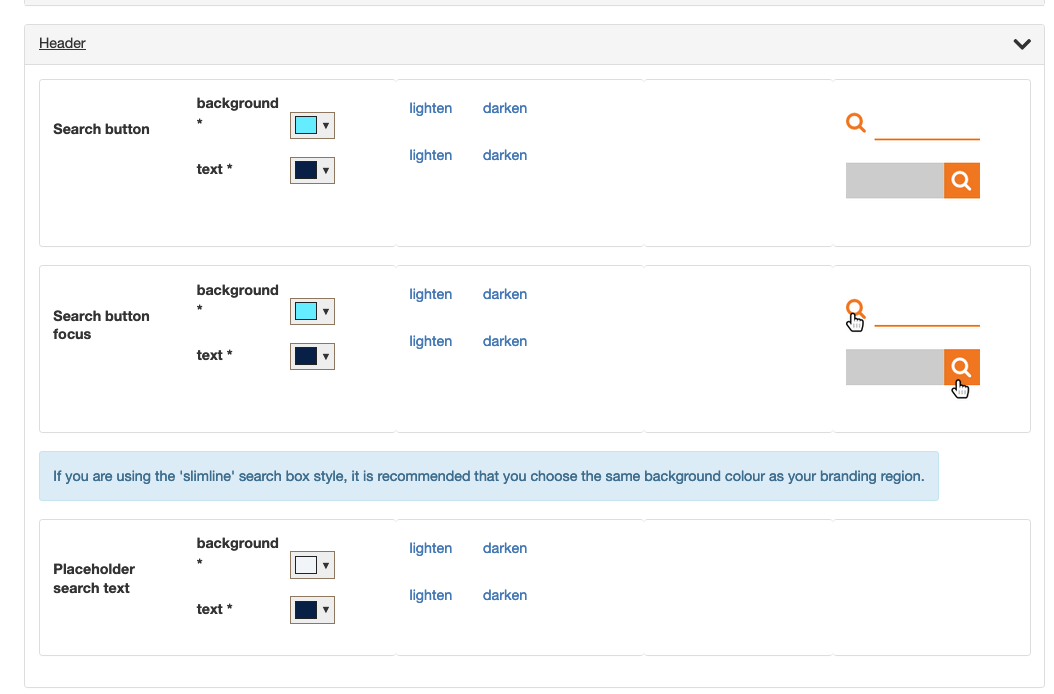 Header
Search button
background
*
lighten darken
text *
lighten darken
Search button
focus
background
*
lighten darken
text *
lighten darken
If you are using the 'slimline' search box style, it is recommended that you choose the same background colour as your branding region.
Placeholder
search text
background
*
lighten darken
text *
lighten darken